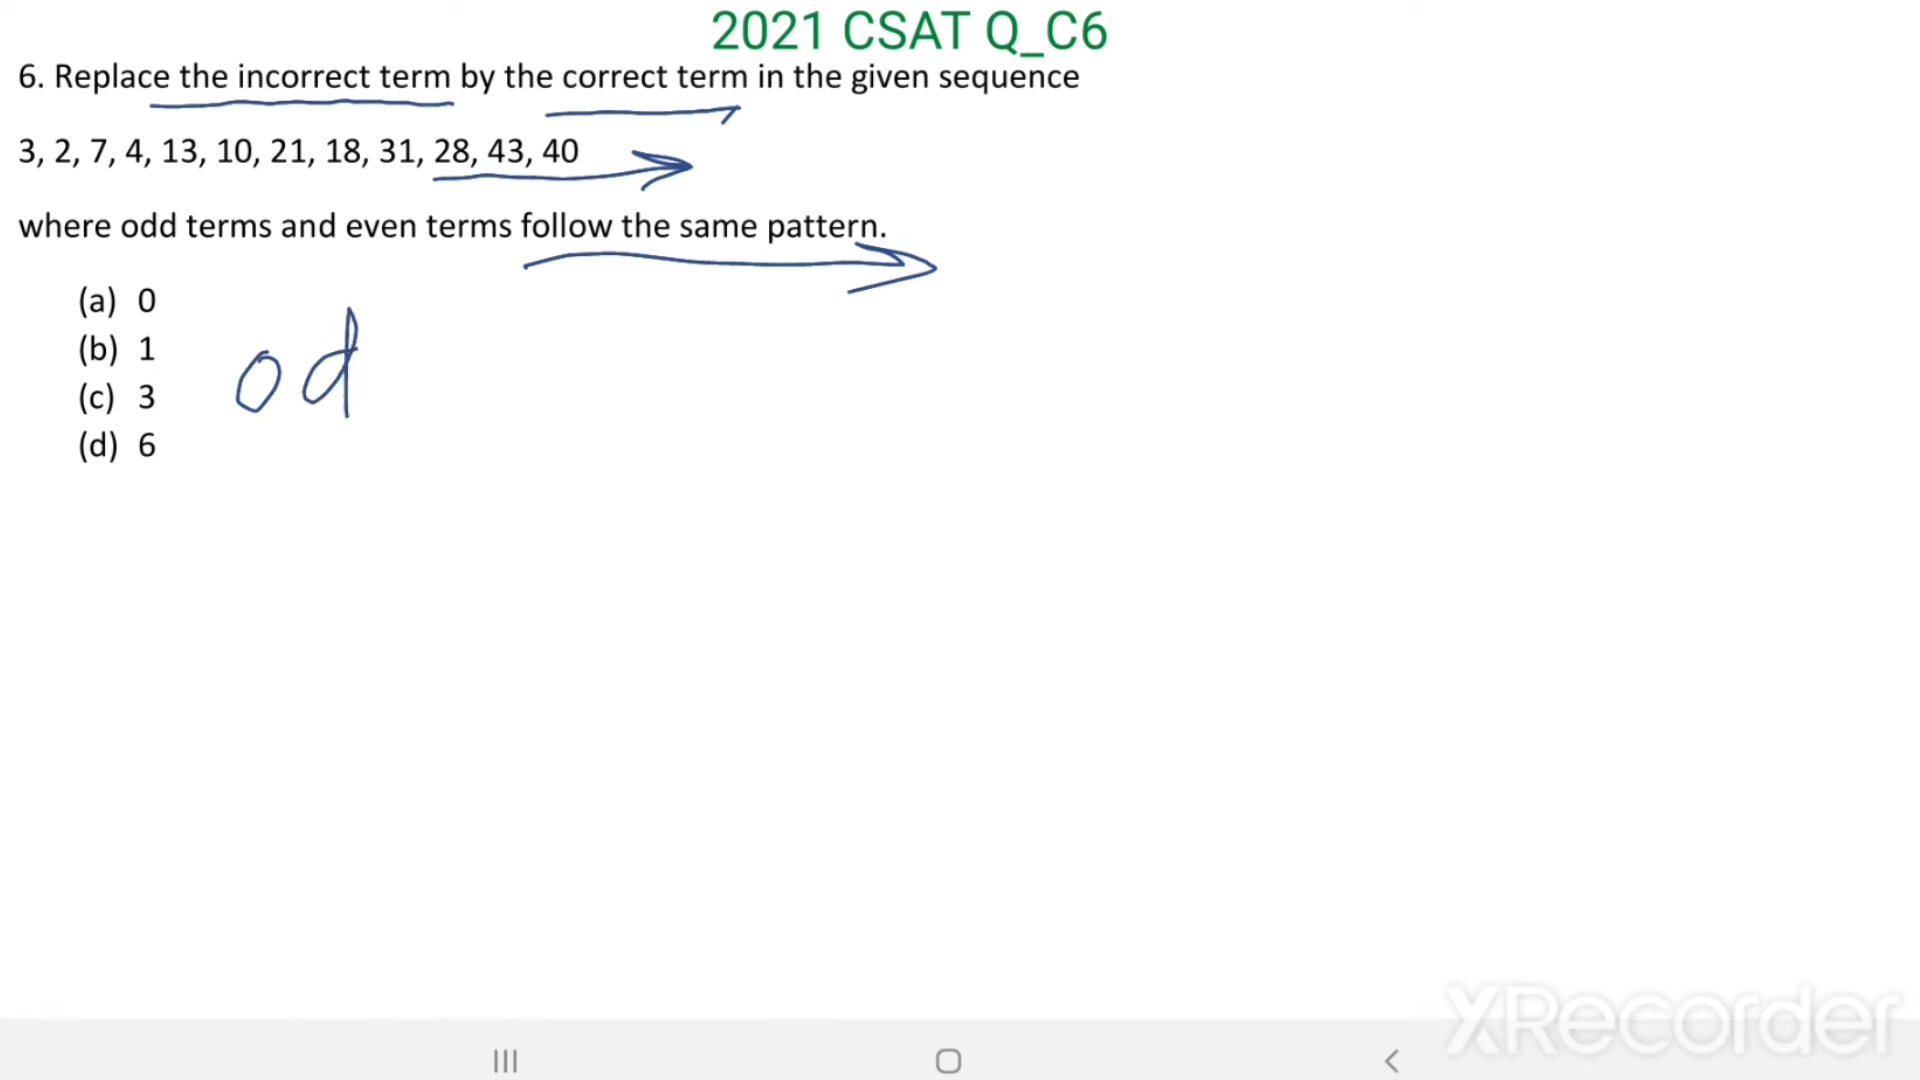 2021 CSAT Q_C6
6. Replace the incorrect term by the correct term in the given sequence
3, 2, 7, 4, 13, 10, 21, 18, 31, 28, 43, 40
where odd terms and even terms follow the same pattern.
(a) 0
(b) 1
(c) 3
(d) 6
od
XRecorder